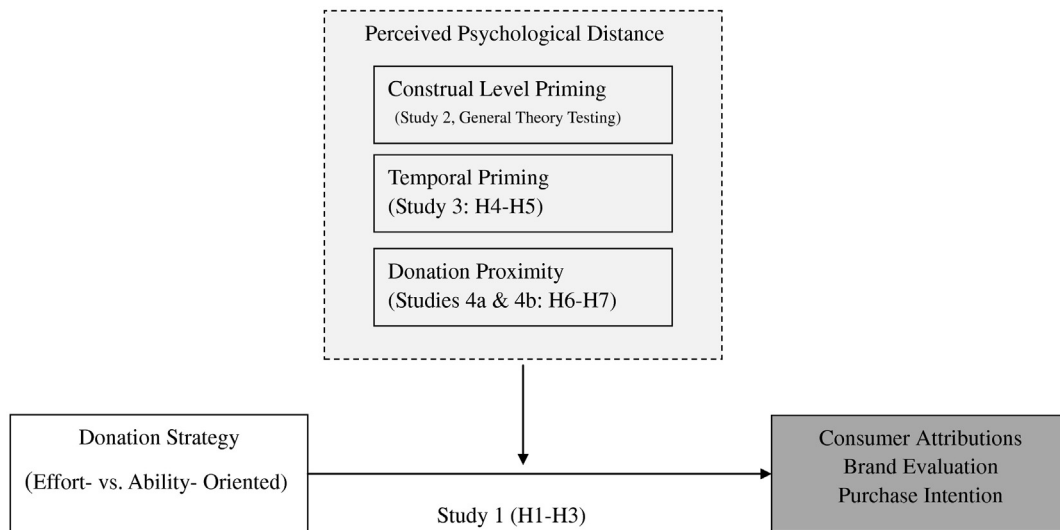 Perceived Psychological Distance
Construal Level Priming
(Study 2, General Theory Testing)
Temporal Priming
(Study 3: H4-H5)
Donation Proximity
(Studies 4a & 4b: H6-H7)
Donation Strategy
(Effort- vs. Ability- Oriented)
Consumer Attributions
Brand Evaluation
Purchase Intention
Study 1 (H1-H3)